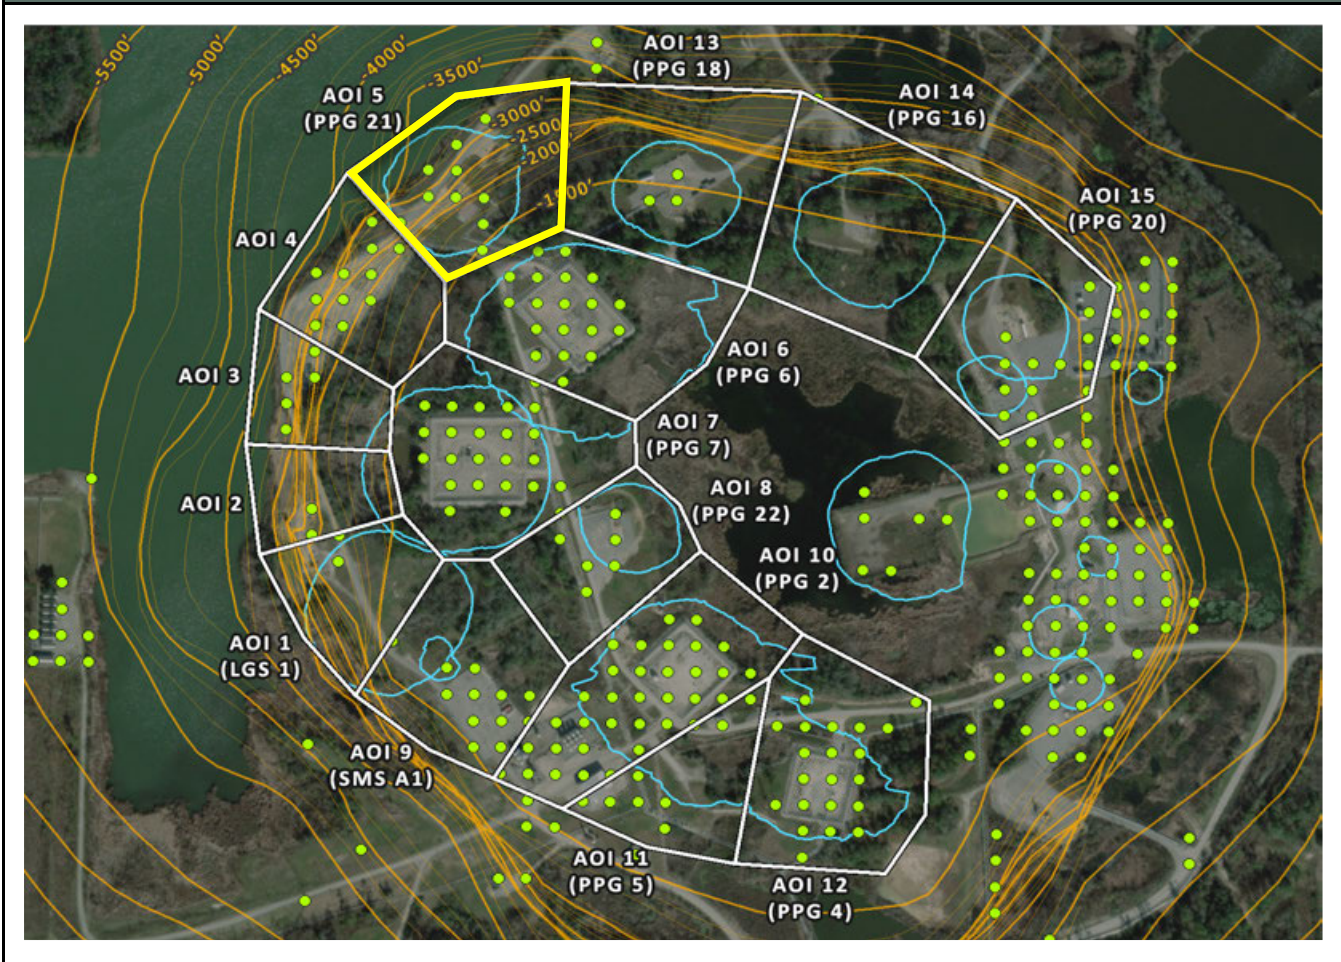 -5500'
-5000'
-4500'
-4000'
-3500'
-3000'
-2500'
-2000'
AOI 13
(PPG 18)
AOI 5
(PPG 21)
AOI 14
(PPG 16)
AOI 15
(PPG 20)
AOI 4
AOI 3
AOI 6
(PPG 6)
AOI 7
(PPG 7)
AOI 2
AOI 8
(PPG 22)
AOI 10
(PPG 2)
AOI 1
(LGS 1)
AOI 9
(SMS A1)
AOI 11
(PPG 5)
AOI 12
(PPG 4)